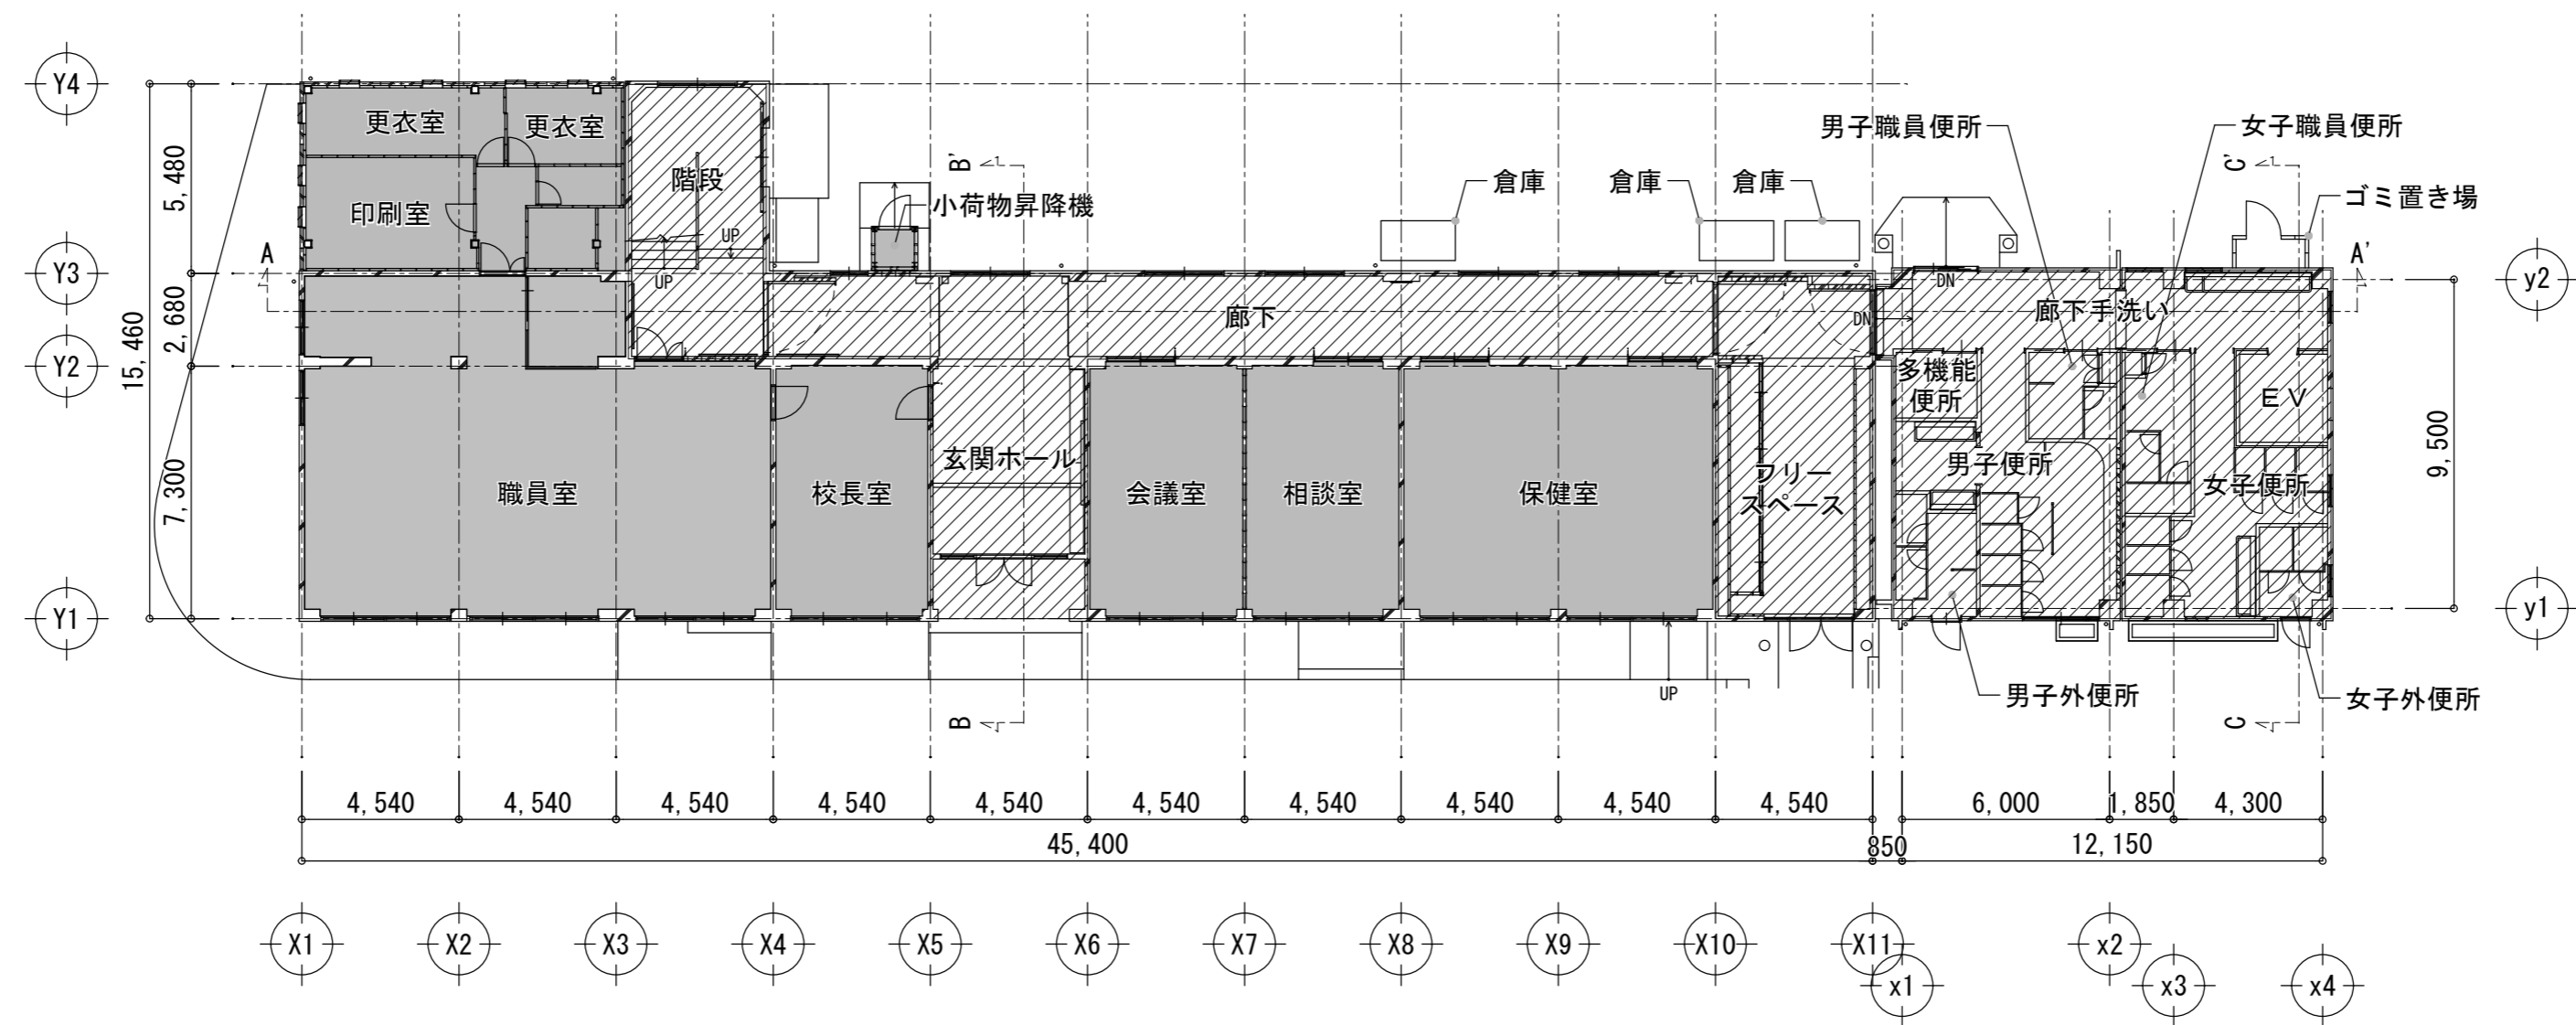 Y4
更衣室
更衣室
男子職員便所
女子職員便所
5,480
階段
B'
倉庫
倉庫
倉庫
C'
ゴミ置き場
印刷室
小荷物昇降機
UP
A
A'
Y3
UP
DN
y2
15,460
2,680
廊下
DN
廊下手洗い
Y2
多機能
便所
EV
7,300
玄関ホール
男子便所
9,500
職員室
校長室
会議室
相談室
保健室
フリー
スペース
女子便所
Y1
y1
UP
B
男子外便所
C
女子外便所
4,540
4,540
4,540
4,540
4,540
4,540
4,540
4,540
4,540
4,540
6,000
1,850
4,300
45,400
850
12,150
X1
X2
X3
X4
X5
X6
X7
X8
X9
X10
X11
x2
x1
x3
x4